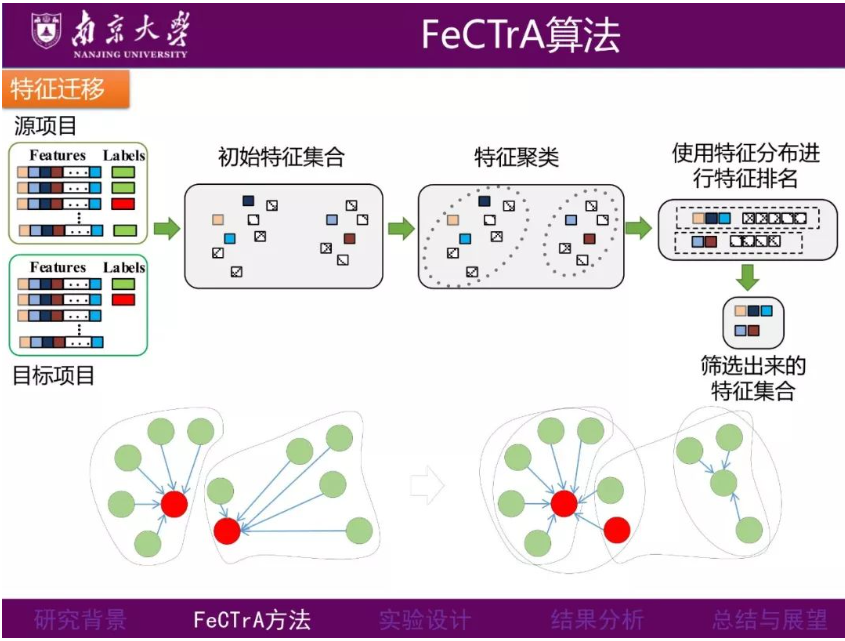 南京大学
NANJING UNIVERSITY
FeCTrA算法
特征迁移
源项目
Features Labels
初始特征集合
特征聚类
使用特征分布进
行特征排名
Features Labels
目标项目
筛选出来的
特征集合
研究背景 FeCTrA方法 实验设计 结果分析 总结与展望